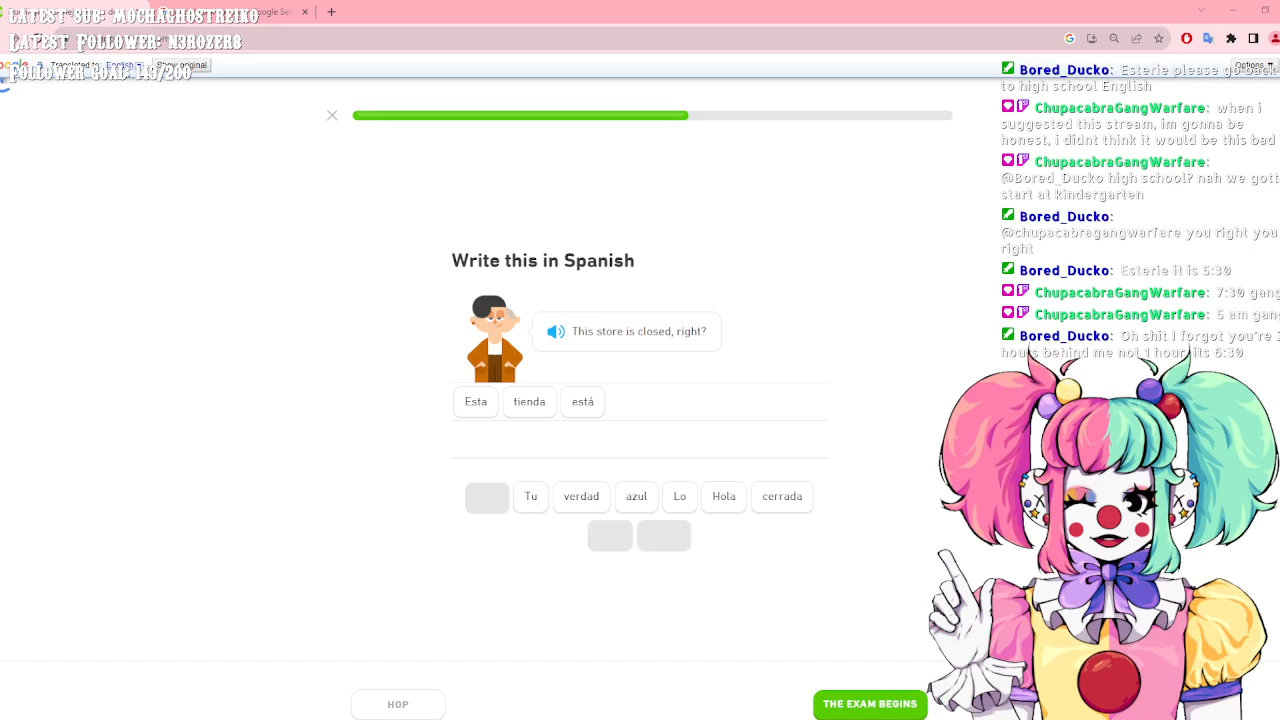 LATEST SUB: MOCHAGHOSTREIKO
LATEST FOLLOWER: N3ROZER8
FOLLOWER GOAL: 149/200
Translated to: English
Show original
Options ▼
Write this in Spanish
This store is closed, right?
Esta tienda está
Tu verdad azul Lo Hola cerrada
HOP
THE EXAM BEGINS
Bored_Ducko: Esterie please go back
to high school English
ChupacabraGangWarfare: when i
suggested this stream, im gonna be
honest, i didnt think it would be this bad
ChupacabraGangWarfare:
@Bored_Ducko high school? nah we gott
start at kindergarten
Bored_Ducko:
@chupacabragangwarfare you right you
right
Bored_Ducko: Esterie it is 5:30
ChupacabraGangWarfare: 7:30 gang
ChupacabraGangWarfare: 5 am gang
Bored_Ducko: Oh shit I forgot you're
hours behind me not 1 hour its 6:30